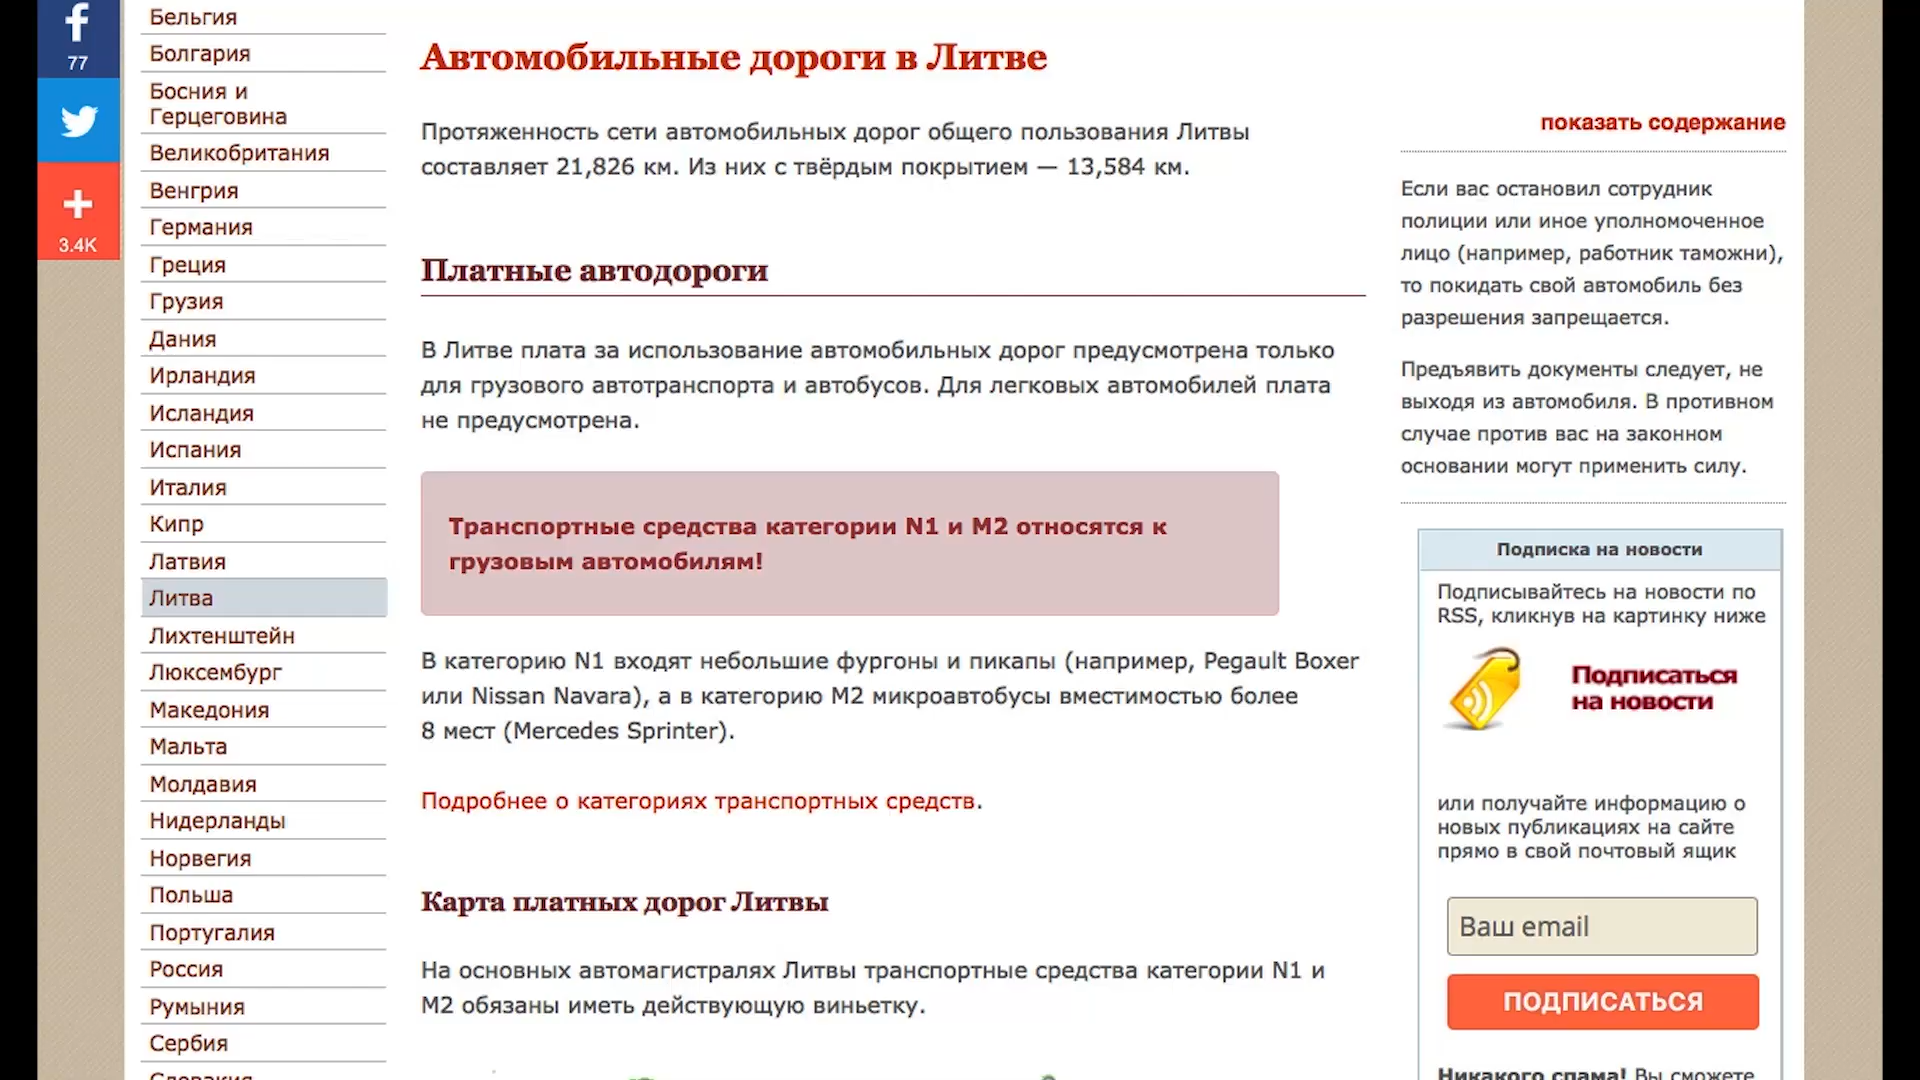 77
3.4K
Бельгия
Болгария
Босния и
Герцеговина
Великобритания
Венгрия
Германия
Греция
Грузия
Дания
Ирландия
Исландия
Испания
Италия
Кипр
Латвия
Литва
Лихтенштейн
Люксембург
Македония
Мальта
Молдавия
Нидерланды
Норвегия
Польша
Португалия
Россия
Румыния
Сербия
Словакия
Автомобильные дороги в Литве
Протяженность сети автомобильных дорог общего пользования Литвы
составляет 21,826 км. Из них с твёрдым покрытием — 13,584 км.
Платные автодороги
В Литве плата за использование автомобильных дорог предусмотрена только
для грузового автотранспорта и автобусов. Для легковых автомобилей плата
не предусмотрена.
Транспортные средства категории N1 и M2 относятся к
грузовым автомобилям!
В категорию N1 входят небольшие фургоны и пикапы (например, Pegault Boxer
или Nissan Navara), а в категорию M2 микроавтобусы вместимостью более
8 мест (Mercedes Sprinter).
Подробнее о категориях транспортных средств.
Карта платных дорог Литвы
На основных автомагистралях Литвы транспортные средства категории N1 и
M2 обязаны иметь действующую виньетку.
показать содержание
Если вас остановил сотрудник
полиции или иное уполномоченное
лицо (например, работник таможни),
то покидать свой автомобиль без
разрешения запрещается.
Предъявить документы следует, не
выходя из автомобиля. В противном
случае против вас на законном
основании могут применить силу.
Подписка на новости
Подписывайтесь на новости по
RSS, кликнув на картинку ниже
Подписаться
на новости
или получайте информацию о
новых публикациях на сайте
прямо в свой почтовый ящик
Ваш email
ПОДПИСАТЬСЯ
Никакого спама! Вы сможете